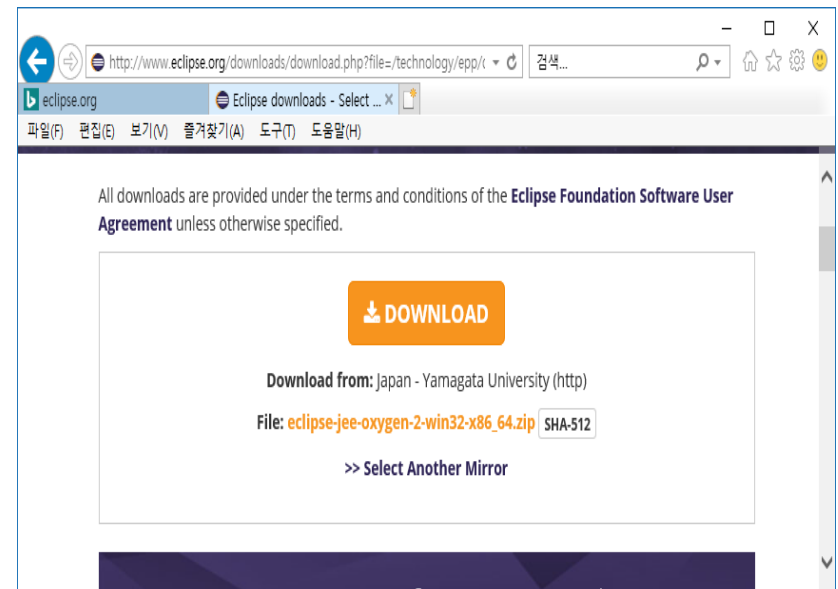 http://www.eclipse.org/downloads/download.php?file=/technology/epp/ 검색...
eclipse.org Eclipse downloads - Select ...
파일(F) 편집(E) 보기(V) 즐겨찾기(A) 도구(T) 도움말(H)
All downloads are provided under the terms and conditions of the Eclipse Foundation Software User
Agreement unless otherwise specified.
DOWNLOAD
Download from: Japan - Yamagata University (http)
File: eclipse-jee-oxygen-2-win32-x86_64.zip SHA-512
>> Select Another Mirror